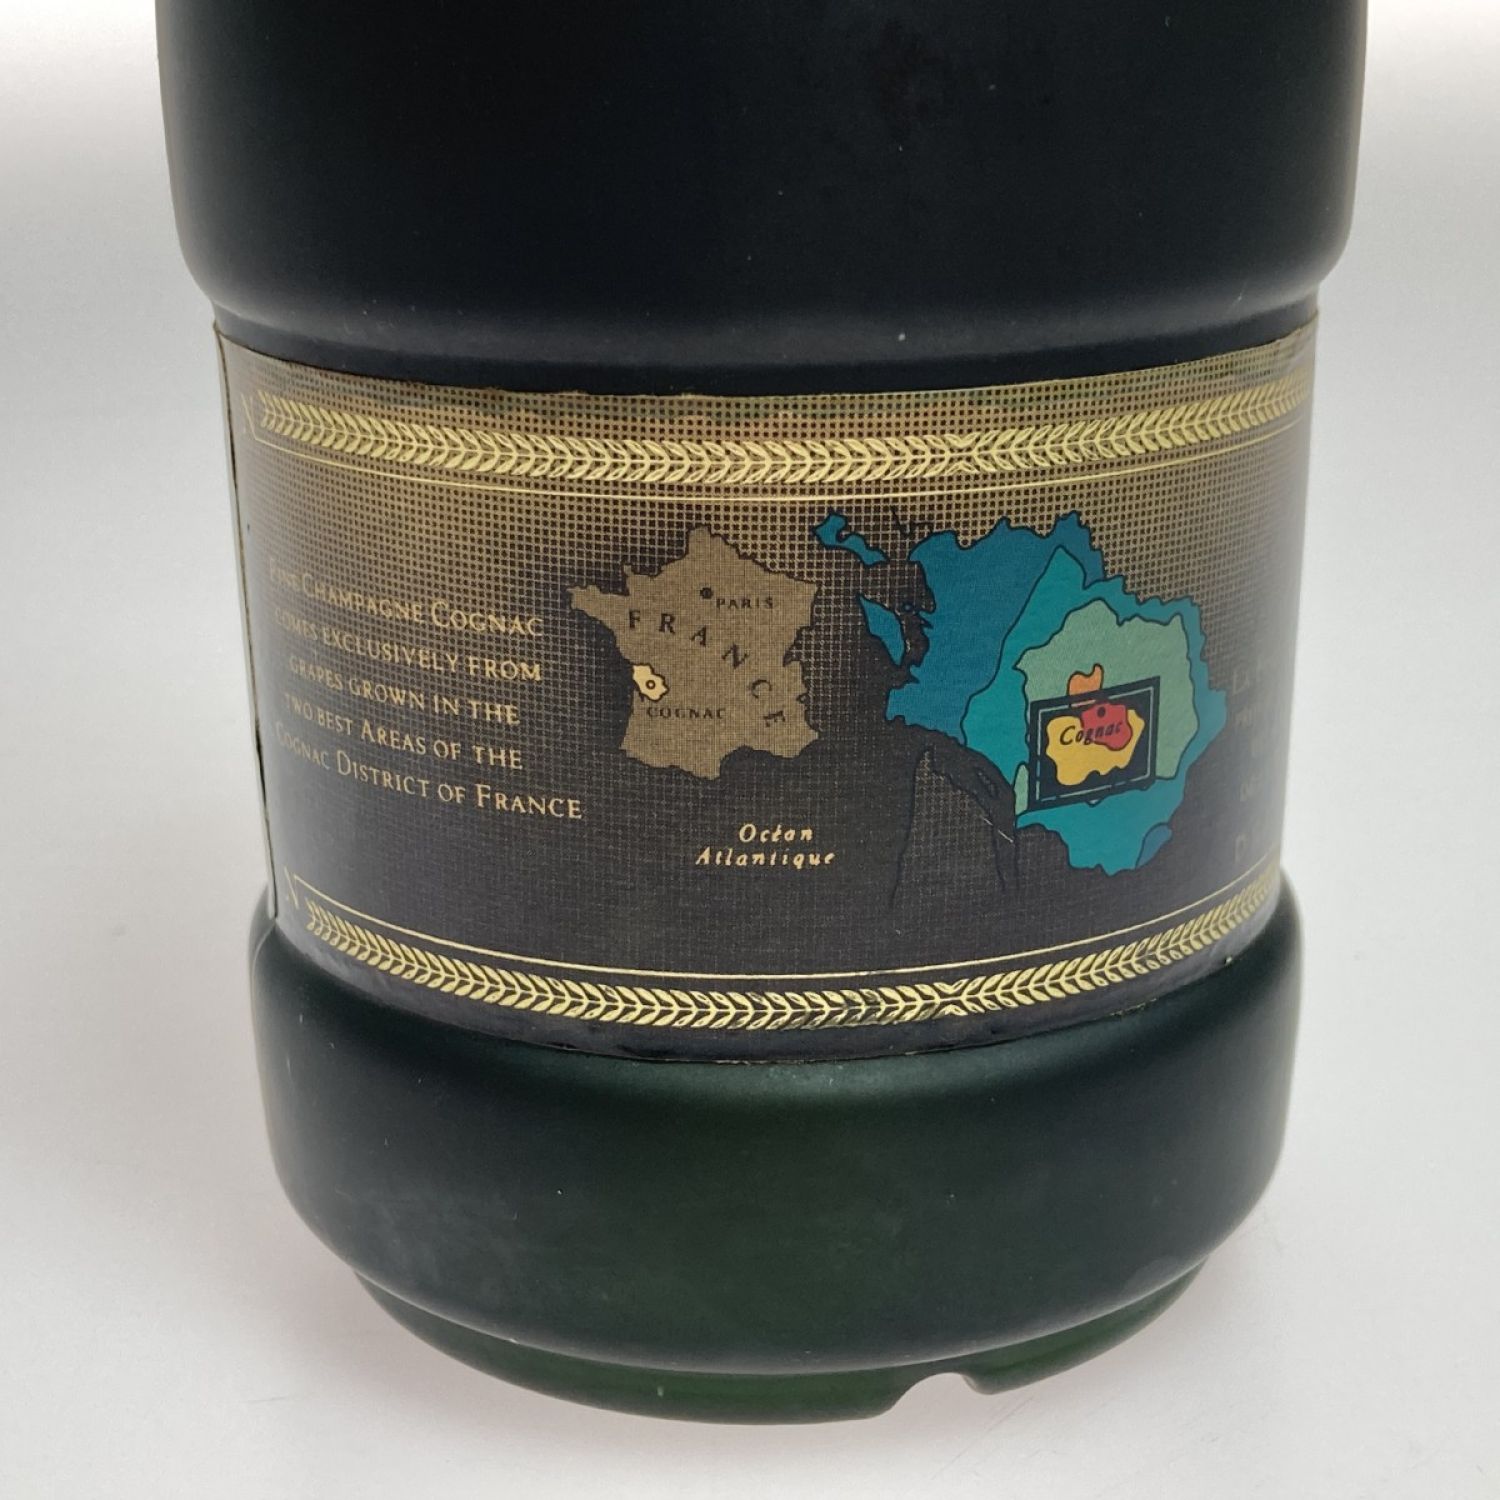 N
FINE CHAMPAGNE COGNAC
COMES EXCLUSIVELY FROM
GRAPES GROWN IN THE
TWO BEST AREAS OF THE
COGNAC DISTRICT OF FRANCE
PARIS
FRANCE
COGNAC
Océan
Atlantique
Cognac
N